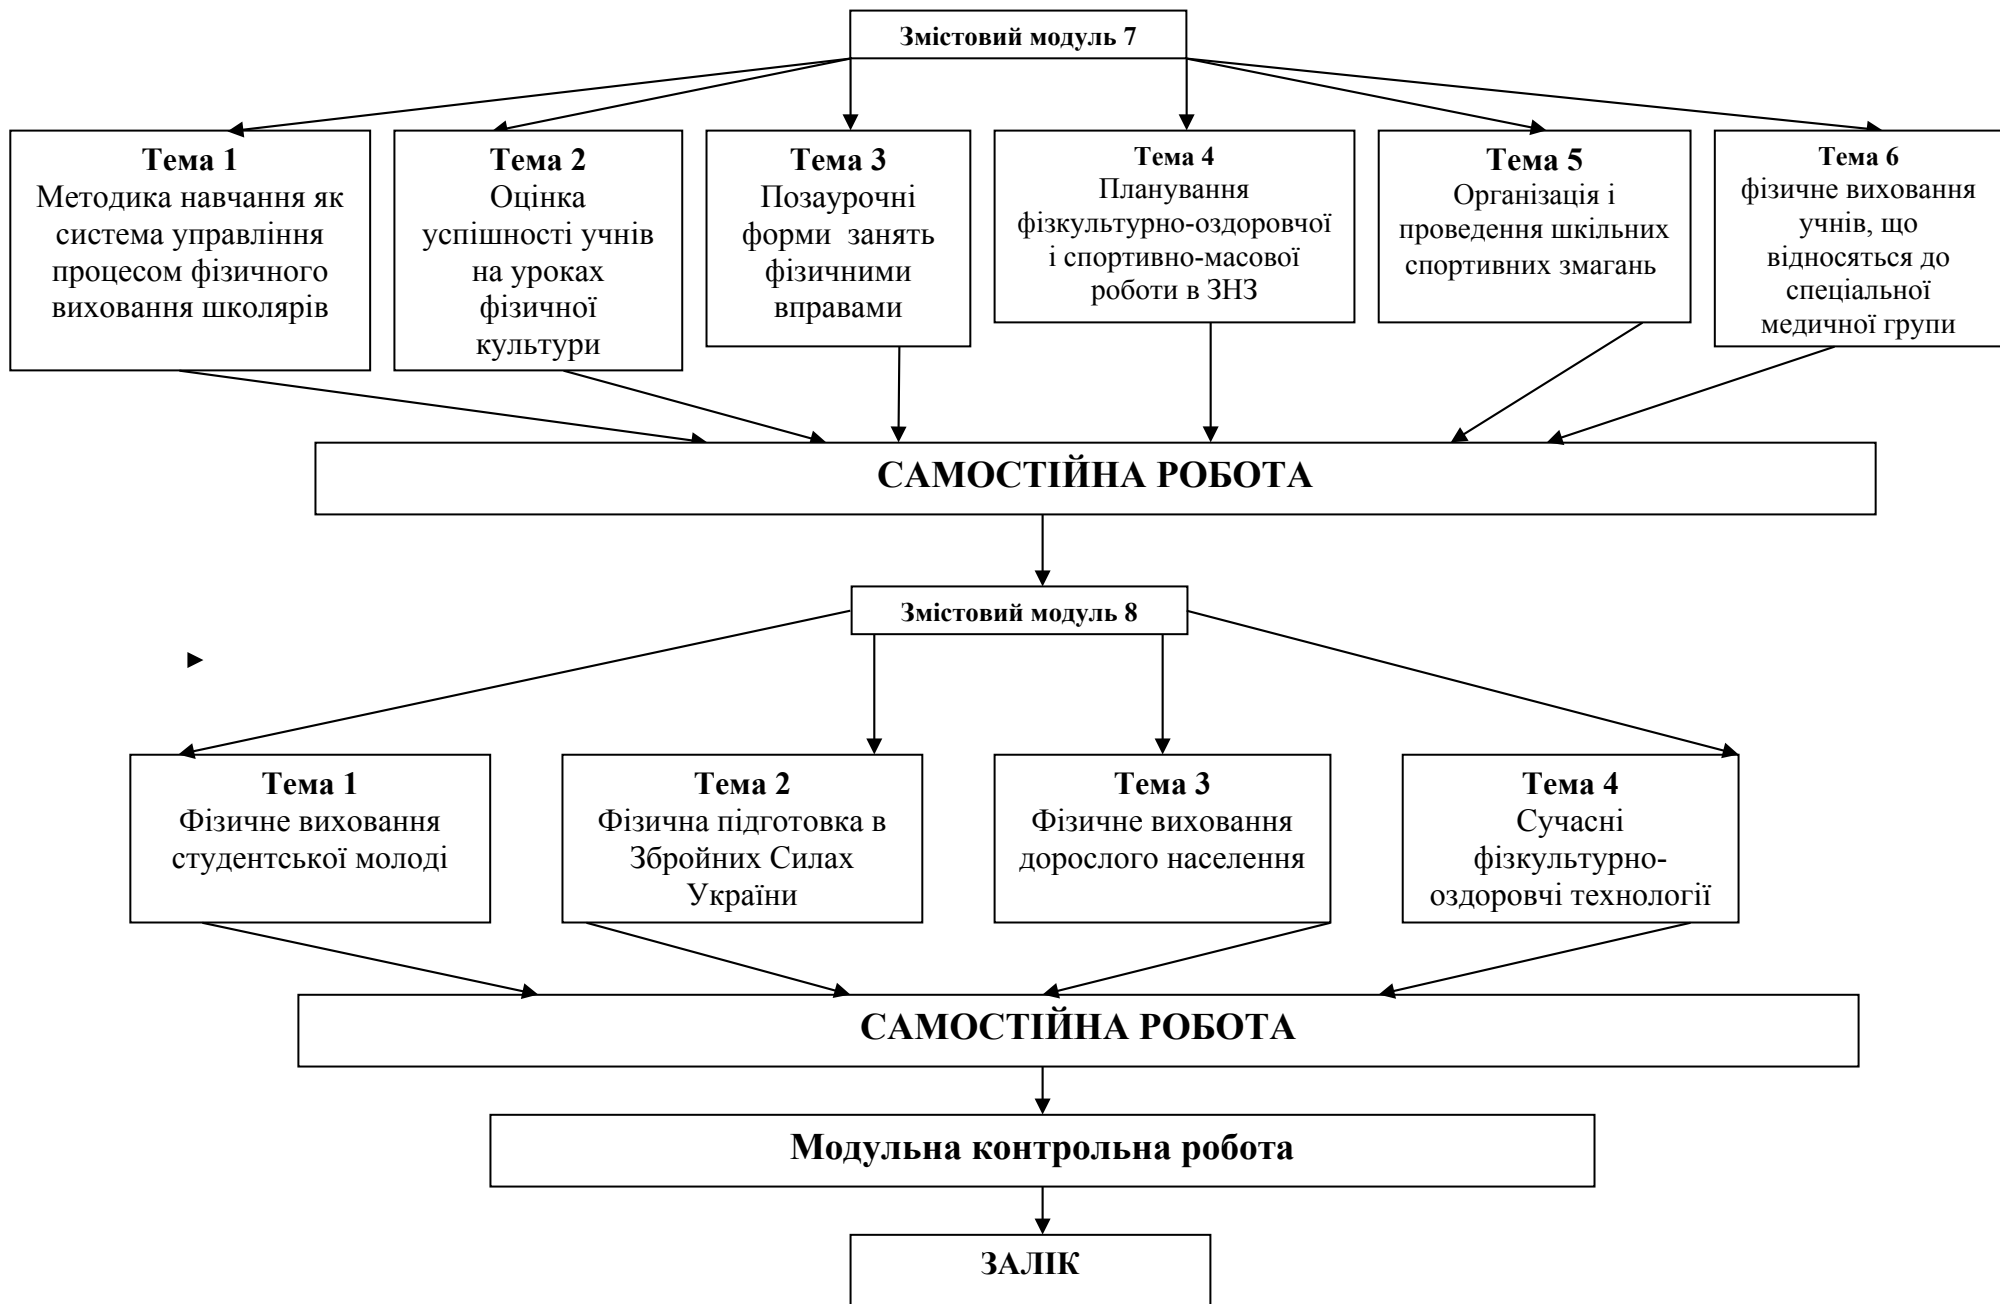 Змістовий модуль 7
Тема 1
Методика навчання як
система управління
процесом фізичного
виховання школярів
Тема 2
Оцінка
успішності учнів
на уроках
фізичної
культури
Тема 3
Позаурочні
форми занять
фізичними
вправами
Тема 4
Планування
фізкультурно-оздоровчої
і спортивно-масової
роботи в ЗНЗ
Тема 5
Організація і
проведення шкільних
спортивних змагань
Тема 6
фізичне виховання
учнів, що
відносяться до
спеціальної
медичної групи
САМОСТІЙНА РОБОТА
Змістовий модуль 8
Тема 1
Фізичне виховання
студентської молоді
Тема 2
Фізична підготовка в
Збройних Силах
України
Тема 3
Фізичне виховання
дорослого населення
Тема 4
Сучасні
фізкультурно-
оздоровчі технології
САМОСТІЙНА РОБОТА
Модульна контрольна робота
ЗАЛІК